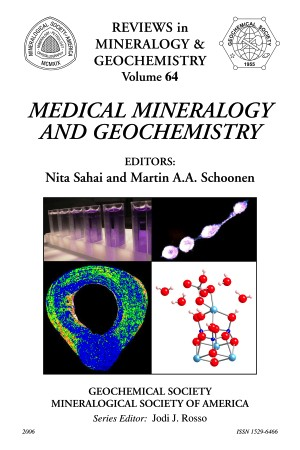 MINERALOGICAL SOCIETY OF AMERICA
MCMXIX
GEOCHEMICAL SOCIETY
1955
REVIEWS in
MINERALOGY &
GEOCHEMISTRY
Volume 64
MEDICAL MINERALOGY
AND GEOCHEMISTRY
EDITORS:
Nita Sahai and Martin A.A. Schoonen
GEOCHEMICAL SOCIETY
MINERALOGICAL SOCIETY OF AMERICA
Series Editor: Jodi J. Rosso
2006
ISSN 1529-6466